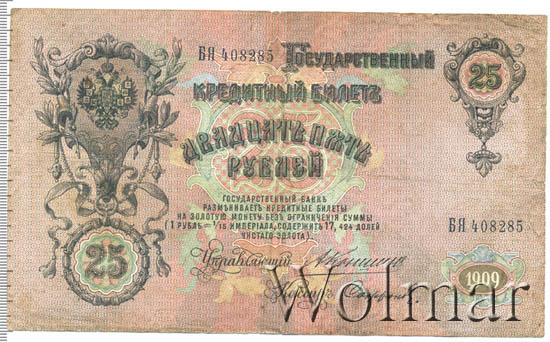 БЯ 408285 Государственный
25
Кредитный Билетъ
Двадцать пять
рублей
ГОСУДАРСТВЕННЫЙ БАНКЪ
РАЗМѢНИВАЕТЪ КРЕДИТНЫЕ БИЛЕТЫ
НА ЗОЛОТУЮ МОНЕТУ БЕЗЪ ОГРАНИЧЕНІЯ СУММЫ
(1 РУБЛЬ = 1/15 ИМПЕРІАЛА, СОДЕРЖИТЪ 17,424 ДОЛЕЙ
ЧИСТАГО ЗОЛОТА)
БЯ 408285
25
Управляющій
Кассиръ
1909
Wolmar